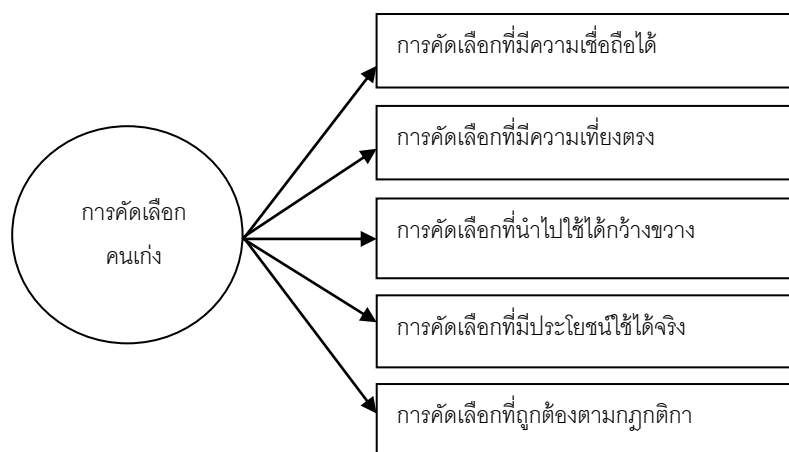 การคัดเลือกที่มีความเชื่อถือได้
การคัดเลือกที่มีความเที่ยงตรง
การคัดเลือก
คนเก่ง
การคัดเลือกที่นำไปใช้ได้กว้างขวาง
การคัดเลือกที่มีประโยชน์ใช้ได้จริง
การคัดเลือกที่ถูกต้องตามกฎกติกา